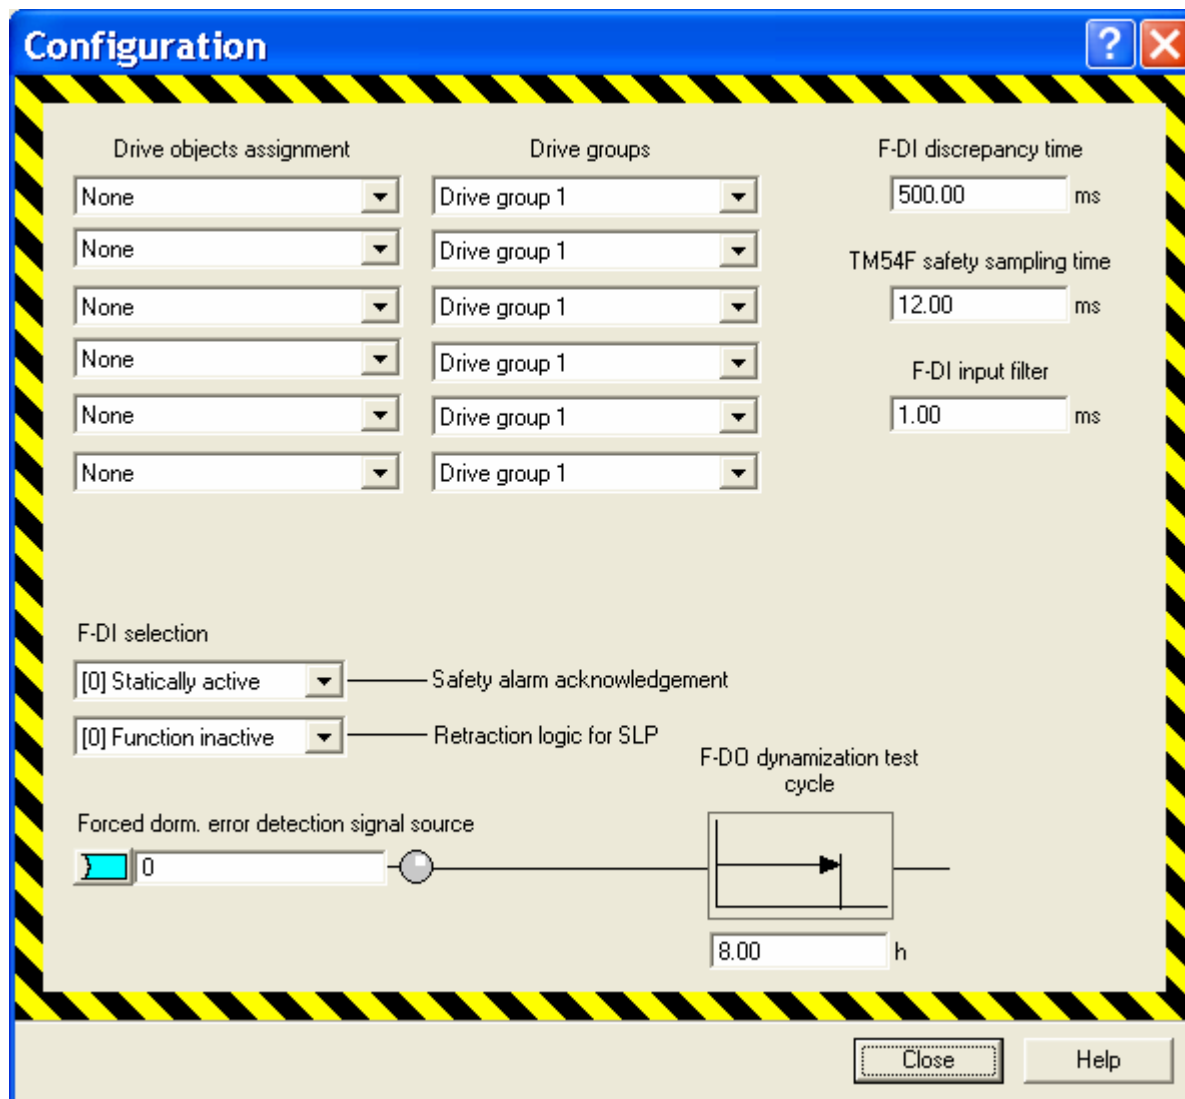 Configuration
Drive objects assignment
Drive groups
F-DI discrepancy time
None
Drive group 1
500.00 ms
None
Drive group 1
TM54F safety sampling time
None
Drive group 1
12.00 ms
None
Drive group 1
F-DI input filter
None
Drive group 1
1.00 ms
None
Drive group 1
F-DI selection
[0] Statically active
Safety alarm acknowledgement
[0] Function inactive
Retraction logic for SLP
F-DO dynamization test
cycle
Forced dorm. error detection signal source
0
8.00 h
Close
Help